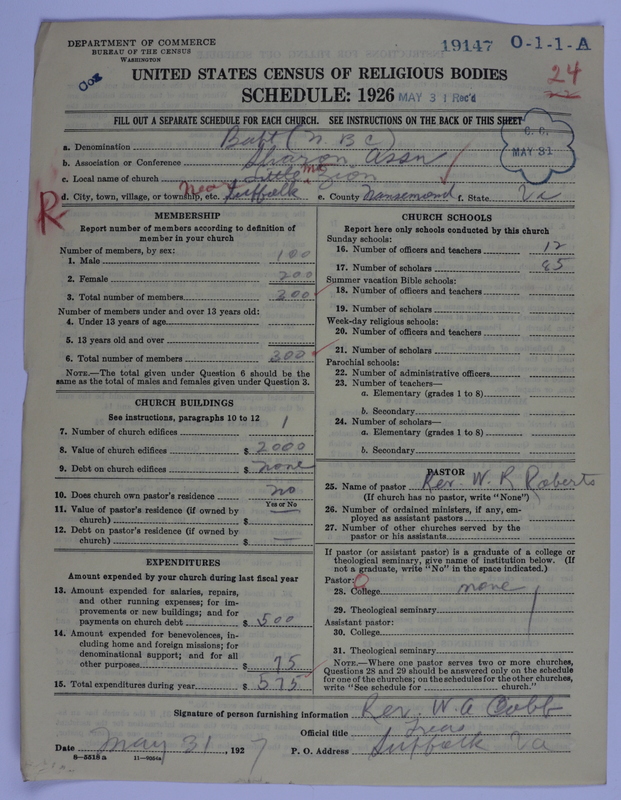 DEPARTMENT OF COMMERCE
BUREAU OF THE CENSUS
WASHINGTON
19147 O-1-1-A
24
UNITED STATES CENSUS OF RELIGIOUS BODIES
SCHEDULE: 1926 MAY 31 Rec'd
FILL OUT A SEPARATE SCHEDULE FOR EACH CHURCH. SEE INSTRUCTIONS ON THE BACK OF THIS SHEET
C. C.
MAY 31
a. Denomination Bapt (N B C)
b. Association or Conference Sharon Assn
c. Local name of church Little Mt Zion
d. City, town, village, or township, etc. Near Suffolk e. County Nansemond f. State Va
R
MEMBERSHIP
Report number of members according to definition of
member in your church
Number of members, by sex:
1. Male 100
2. Female 200
3. Total number of members 300
Number of members under and over 13 years old:
4. Under 13 years of age
5. 13 years old and over
6. Total number of members 300
NOTE.—The total given under Question 6 should be the
same as the total of males and females given under Question 3.
CHURCH BUILDINGS
See instructions, paragraphs 10 to 12
7. Number of church edifices 1
8. Value of church edifices $ 2000
9. Debt on church edifices $ none
10. Does church own pastor's residence no
Yes or No
11. Value of pastor's residence (if owned by
church) $ —
12. Debt on pastor's residence (if owned by
church) $ —
EXPENDITURES
Amount expended by your church during last fiscal year
13. Amount expended for salaries, repairs,
and other running expenses; for im-
provements or new buildings; and for
payments on church debt $ 500
14. Amount expended for benevolences, in-
cluding home and foreign missions; for
denominational support; and for all
other purposes $ 75
15. Total expenditures during year $ 575
CHURCH SCHOOLS
Report here only schools conducted by this church
Sunday schools:
16. Number of officers and teachers 12
17. Number of scholars 85
Summer vacation Bible schools:
18. Number of officers and teachers
19. Number of scholars
Week-day religious schools:
20. Number of officers and teachers
21. Number of scholars
Parochial schools:
22. Number of administrative officers
23. Number of teachers—
a. Elementary (grades 1 to 8)
b. Secondary
24. Number of scholars—
a. Elementary (grades 1 to 8)
b. Secondary
PASTOR
25. Name of pastor Rev. W. R. Roberts
(If church has no pastor, write "None")
26. Number of ordained ministers, if any, em-
ployed as assistant pastors
27. Number of other churches served by the
pastor or his assistants
If pastor (or assistant pastor) is a graduate of a college or
theological seminary, give name of institution below. (If
not a graduate, write "No" in the space indicated.)
Pastor: 0
28. College none
29. Theological seminary
Assistant pastor:
30. College
31. Theological seminary
NOTE.—Where one pastor serves two or more churches,
Questions 28 and 29 should be answered only on the schedule
for one of the churches; on the schedules for the other churches,
write "See schedule for church."
Signature of person furnishing information Rev. W. A. Cobb
Official title Treas
Date May 31, 1927 P. O. Address Suffolk Va
8-5518 a 11-9864a